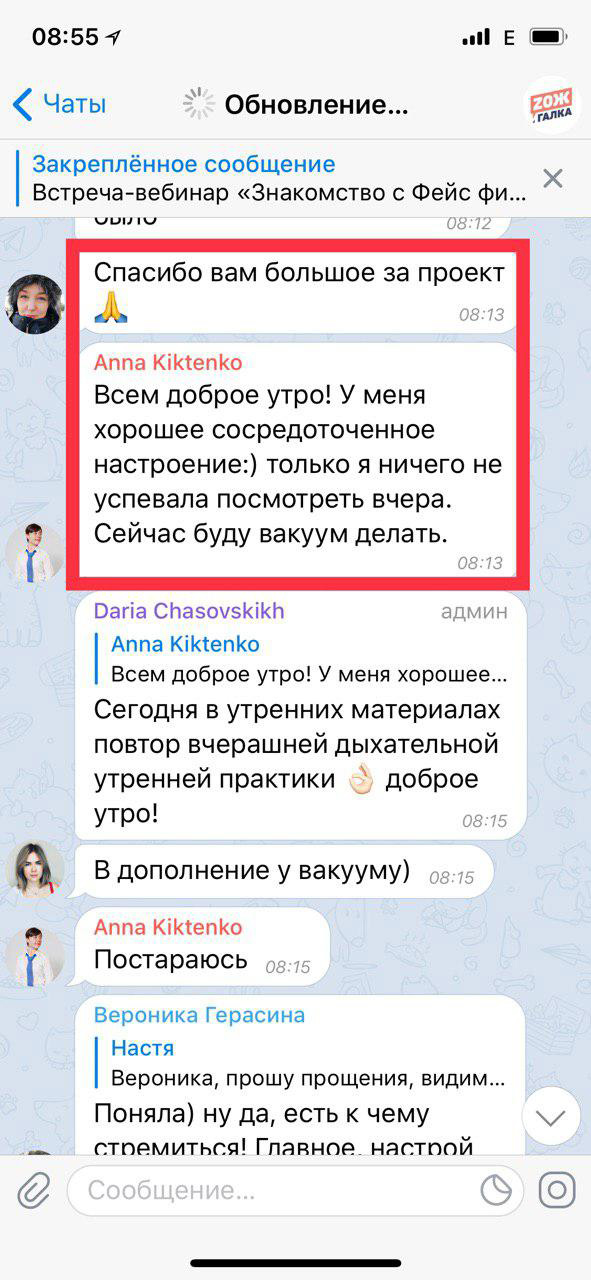 08:55
E
Чаты
Обновление...
ZОЖ
ГАЛКА
Закреплённое сообщение
Встреча-вебинар «Знакомство с Фейс фи...
было
08:12
Спасибо вам большое за проект
🙏
08:13
Anna Kiktenko
Всем доброе утро! У меня
хорошее сосредоточенное
настроение:) только я ничего не
успевала посмотреть вчера.
Сейчас буду вакуум делать.
08:13
Daria Chasovskikh админ
Anna Kiktenko
Всем доброе утро! У меня хорошее...
Сегодня в утренних материалах
повтор вчерашней дыхательной
утренней практики 👌🏻 доброе
утро!
08:15
В дополнение у вакууму) 08:15
Anna Kiktenko
Постараюсь 08:15
Вероника Герасина
Настя
Вероника, прошу прощения, видим...
Поняла) ну да, есть к чему
стремиться! Главное, настрой
Сообщение...